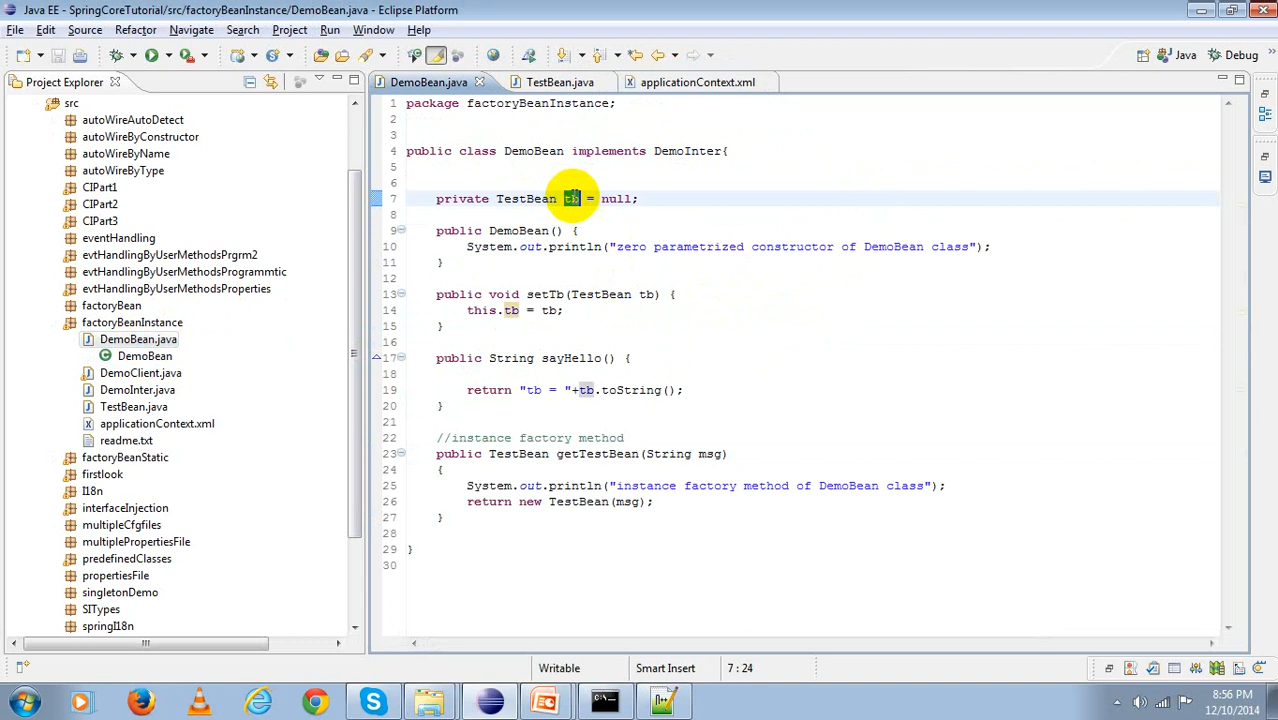 Java EE - SpringCoreTutorial/src/factoryBeanInstance/DemoBean.java - Eclipse Platform
File Edit Source Refactor Navigate Search Project Run Window Help
Java Debug
Project Explorer
DemoBean.java TestBean.java applicationContext.xml
src
autoWireAutoDetect
autoWireByConstructor
autoWireByName
autoWireByType
CIPart1
CIPart2
CIPart3
eventHandling
evtHandlingByUserMethodsPrgrm2
evtHandlingByUserMethodsProgrammtic
evtHandlingByUserMethodsProperties
factoryBean
factoryBeanInstance
DemoBean.java
DemoBean
DemoClient.java
DemoInter.java
TestBean.java
applicationContext.xml
readme.txt
factoryBeanStatic
firstlook
I18n
interfaceInjection
multipleCfgfiles
multiplePropertiesFile
predefinedClasses
propertiesFile
singletonDemo
SITypes
springI18n
1 package factoryBeanInstance;
2
3
4 public class DemoBean implements DemoInter{
5
6
7 private TestBean tb = null;
8
9 public DemoBean() {
10 System.out.println("zero parametrized constructor of DemoBean class");
11 }
12
13 public void setTb(TestBean tb) {
14 this.tb = tb;
15 }
16
17 public String sayHello() {
18
19 return "tb = "+tb.toString();
20 }
21
22 //instance factory method
23 public TestBean getTestBean(String msg)
24 {
25 System.out.println("instance factory method of DemoBean class");
26 return new TestBean(msg);
27 }
28
29 }
30
Writable Smart Insert 7 : 24
8:56 PM
12/10/2014